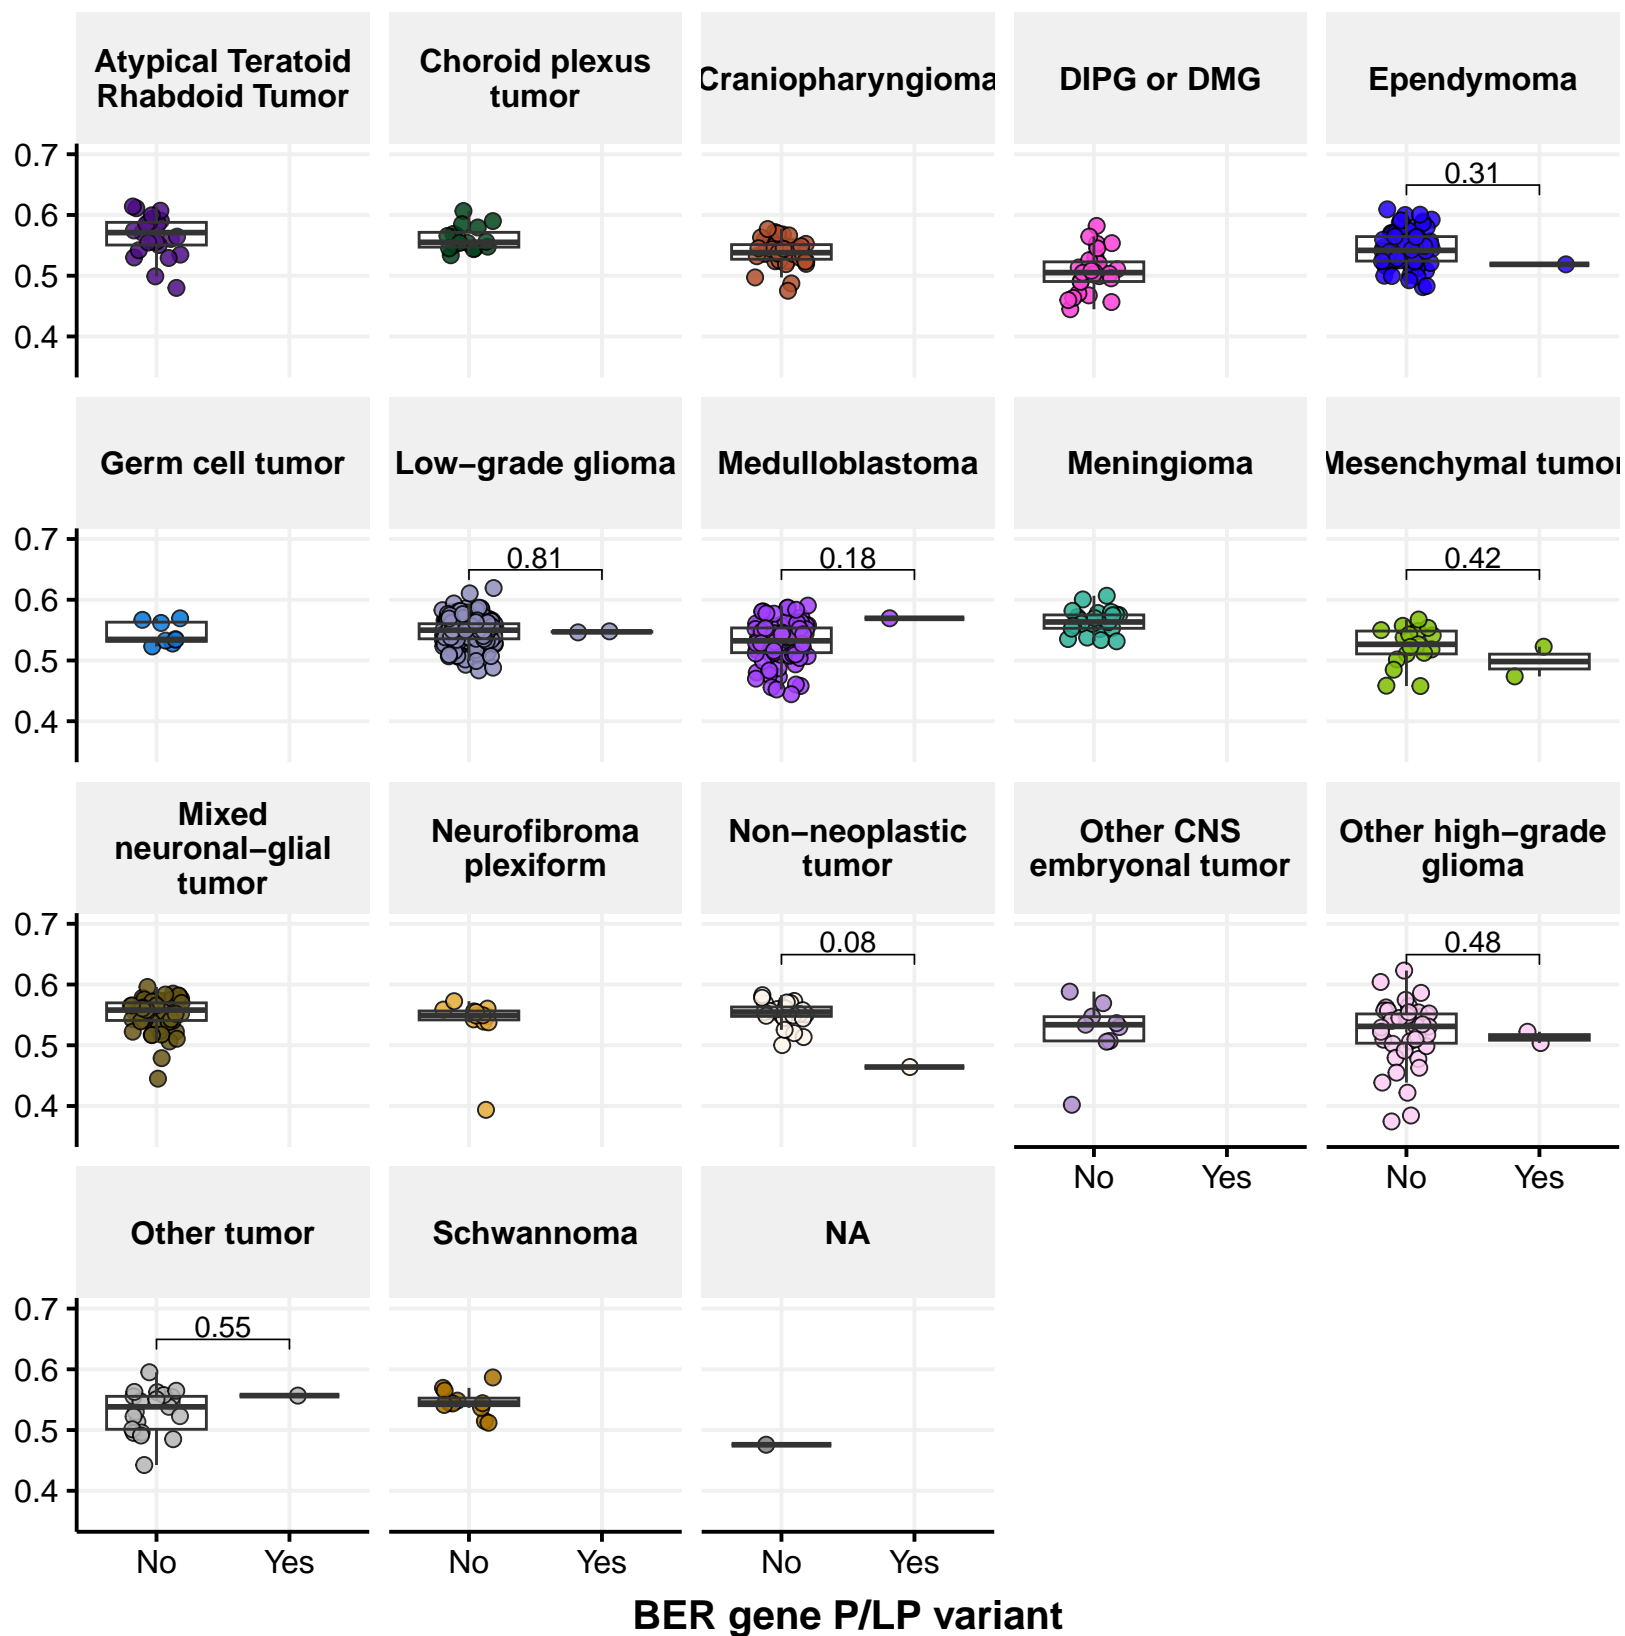 Atypical Teratoid
Rhabdoid Tumor
Choroid plexus
tumor
Craniopharyngioma
DIPG or DMG
Ependymoma
0.7
0.6
0.5
0.4
0.31
Germ cell tumor
Low−grade glioma
Medulloblastoma
Meningioma
Mesenchymal tumor
0.7
0.6
0.5
0.4
0.81
0.18
0.42
Mixed
neuronal−glial
tumor
Neurofibroma
plexiform
Non−neoplastic
tumor
Other CNS
embryonal tumor
Other high−grade
glioma
0.7
0.6
0.5
0.4
0.08
0.48
No
Yes
No
Yes
Other tumor
Schwannoma
NA
0.7
0.6
0.5
0.4
0.55
No
Yes
No
Yes
No
Yes
BER gene P/LP variant